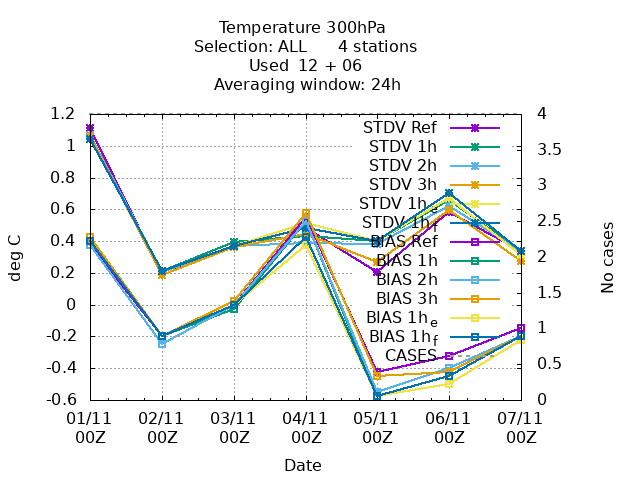 Temperature 300hPa
Selection: ALL      4 stations
Used  12 + 06
Averaging window: 24h
1.2
1
0.8
0.6
0.4
0.2
0
-0.2
-0.4
-0.6
deg C
4
3.5
3
2.5
2
1.5
1
0.5
0
No cases
STDV Ref
STDV 1h
STDV 2h
STDV 3h
STDV 1h e
STDV 1h f
BIAS Ref
BIAS 1h
BIAS 2h
BIAS 3h
BIAS 1h e
BIAS 1h f
CASES
01/11 02/11 03/11 04/11 05/11 06/11 07/11
00Z 00Z 00Z 00Z 00Z 00Z 00Z
Date